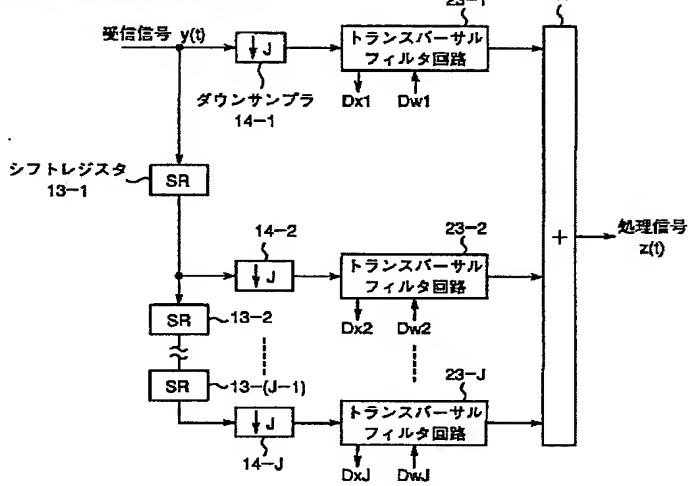 23-1
受信信号 y(t)
↓J
トランスバーサル
フィルタ回路
ダウンサンプラ
14-1
Dx1
Dw1
シフトレジスタ
13-1
SR
14-2
23-2
↓J
トランスバーサル
フィルタ回路
+
処理信号
z(t)
SR
13-2
Dx2
Dw2
SR
13-(J-1)
23-J
↓J
トランスバーサル
フィルタ回路
14-J
DxJ
DwJ